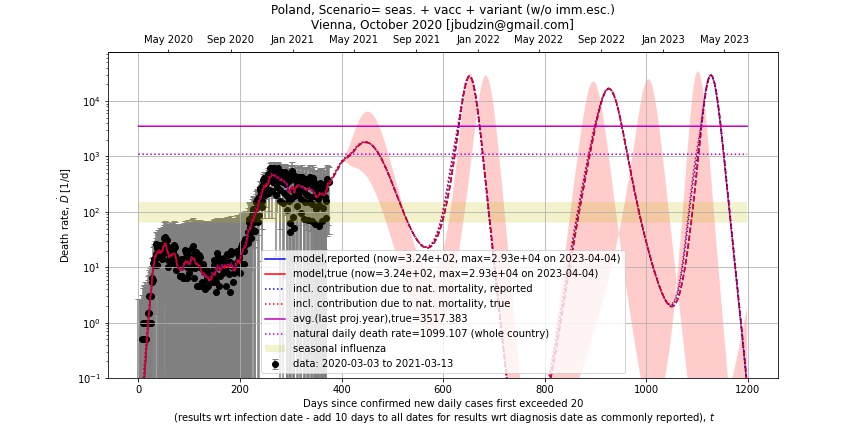 Poland, Scenario= seas. + vacc + variant (w/o imm.esc.)
Vienna, October 2020 [jbudzin@gmail.com]
May 2020 Sep 2020 Jan 2021 May 2021 Sep 2021 Jan 2022 May 2022 Sep 2022 Jan 2023 May 2023
10⁴
10³
10²
10¹
10⁰
10⁻¹
Death rate, D [1/d]
model,reported (now=3.24e+02, max=2.93e+04 on 2023-04-04)
model,true (now=3.24e+02, max=2.93e+04 on 2023-04-04)
incl. contribution due to nat. mortality, reported
incl. contribution due to nat. mortality, true
avg.(last proj.year),true=3517.383
natural daily death rate=1099.107 (whole country)
seasonal influenza
data: 2020-03-03 to 2021-03-13
0 200 400 600 800 1000 1200
Days since confirmed new daily cases first exceeded 20
(results wrt infection date - add 10 days to all dates for results wrt diagnosis date as commonly reported), t